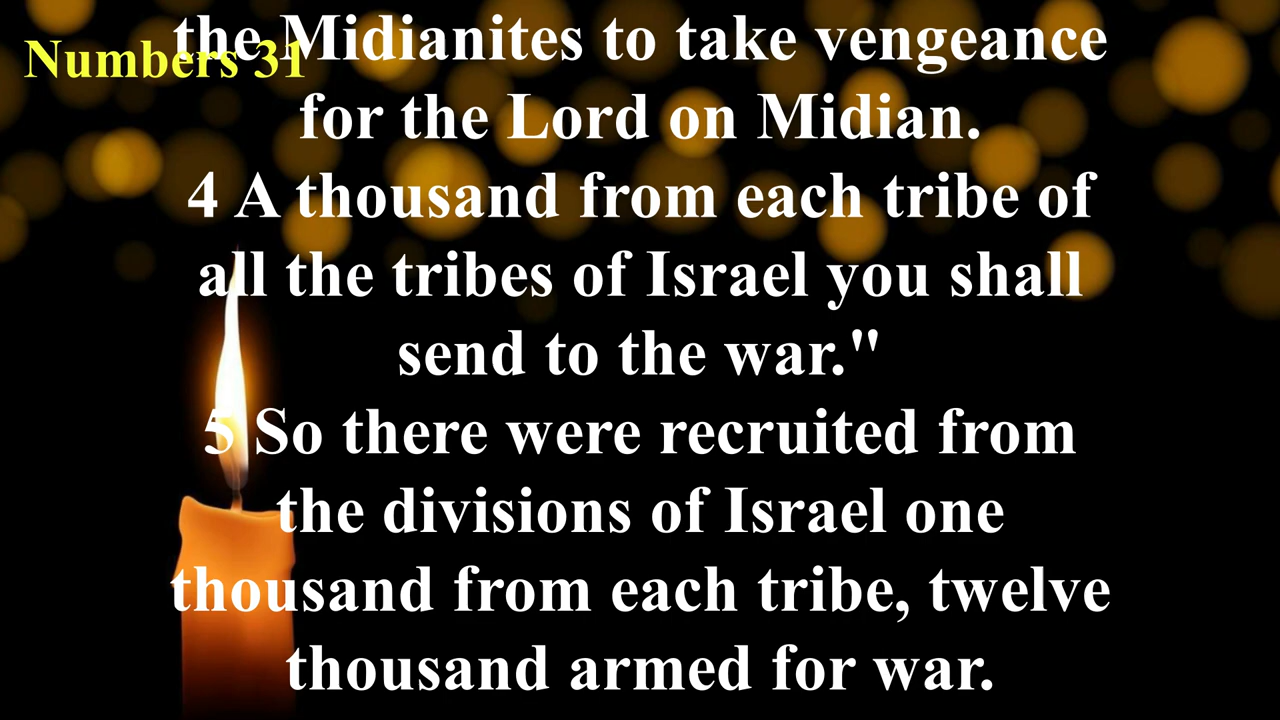 Numbers 31
the Midianites to take vengeance
for the Lord on Midian.
4 A thousand from each tribe of
all the tribes of Israel you shall
send to the war."
5 So there were recruited from
the divisions of Israel one
thousand from each tribe, twelve
thousand armed for war.